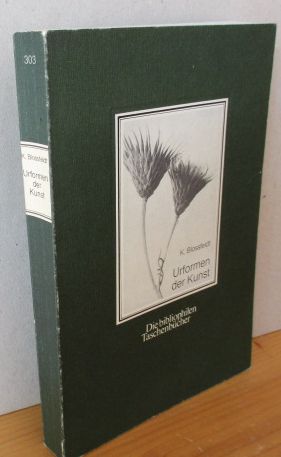 303
K. Blossfeldt
Urformen
der
Kunst
K. Blossfeldt
Urformen
der Kunst
Die bibliophilen
Taschenbücher